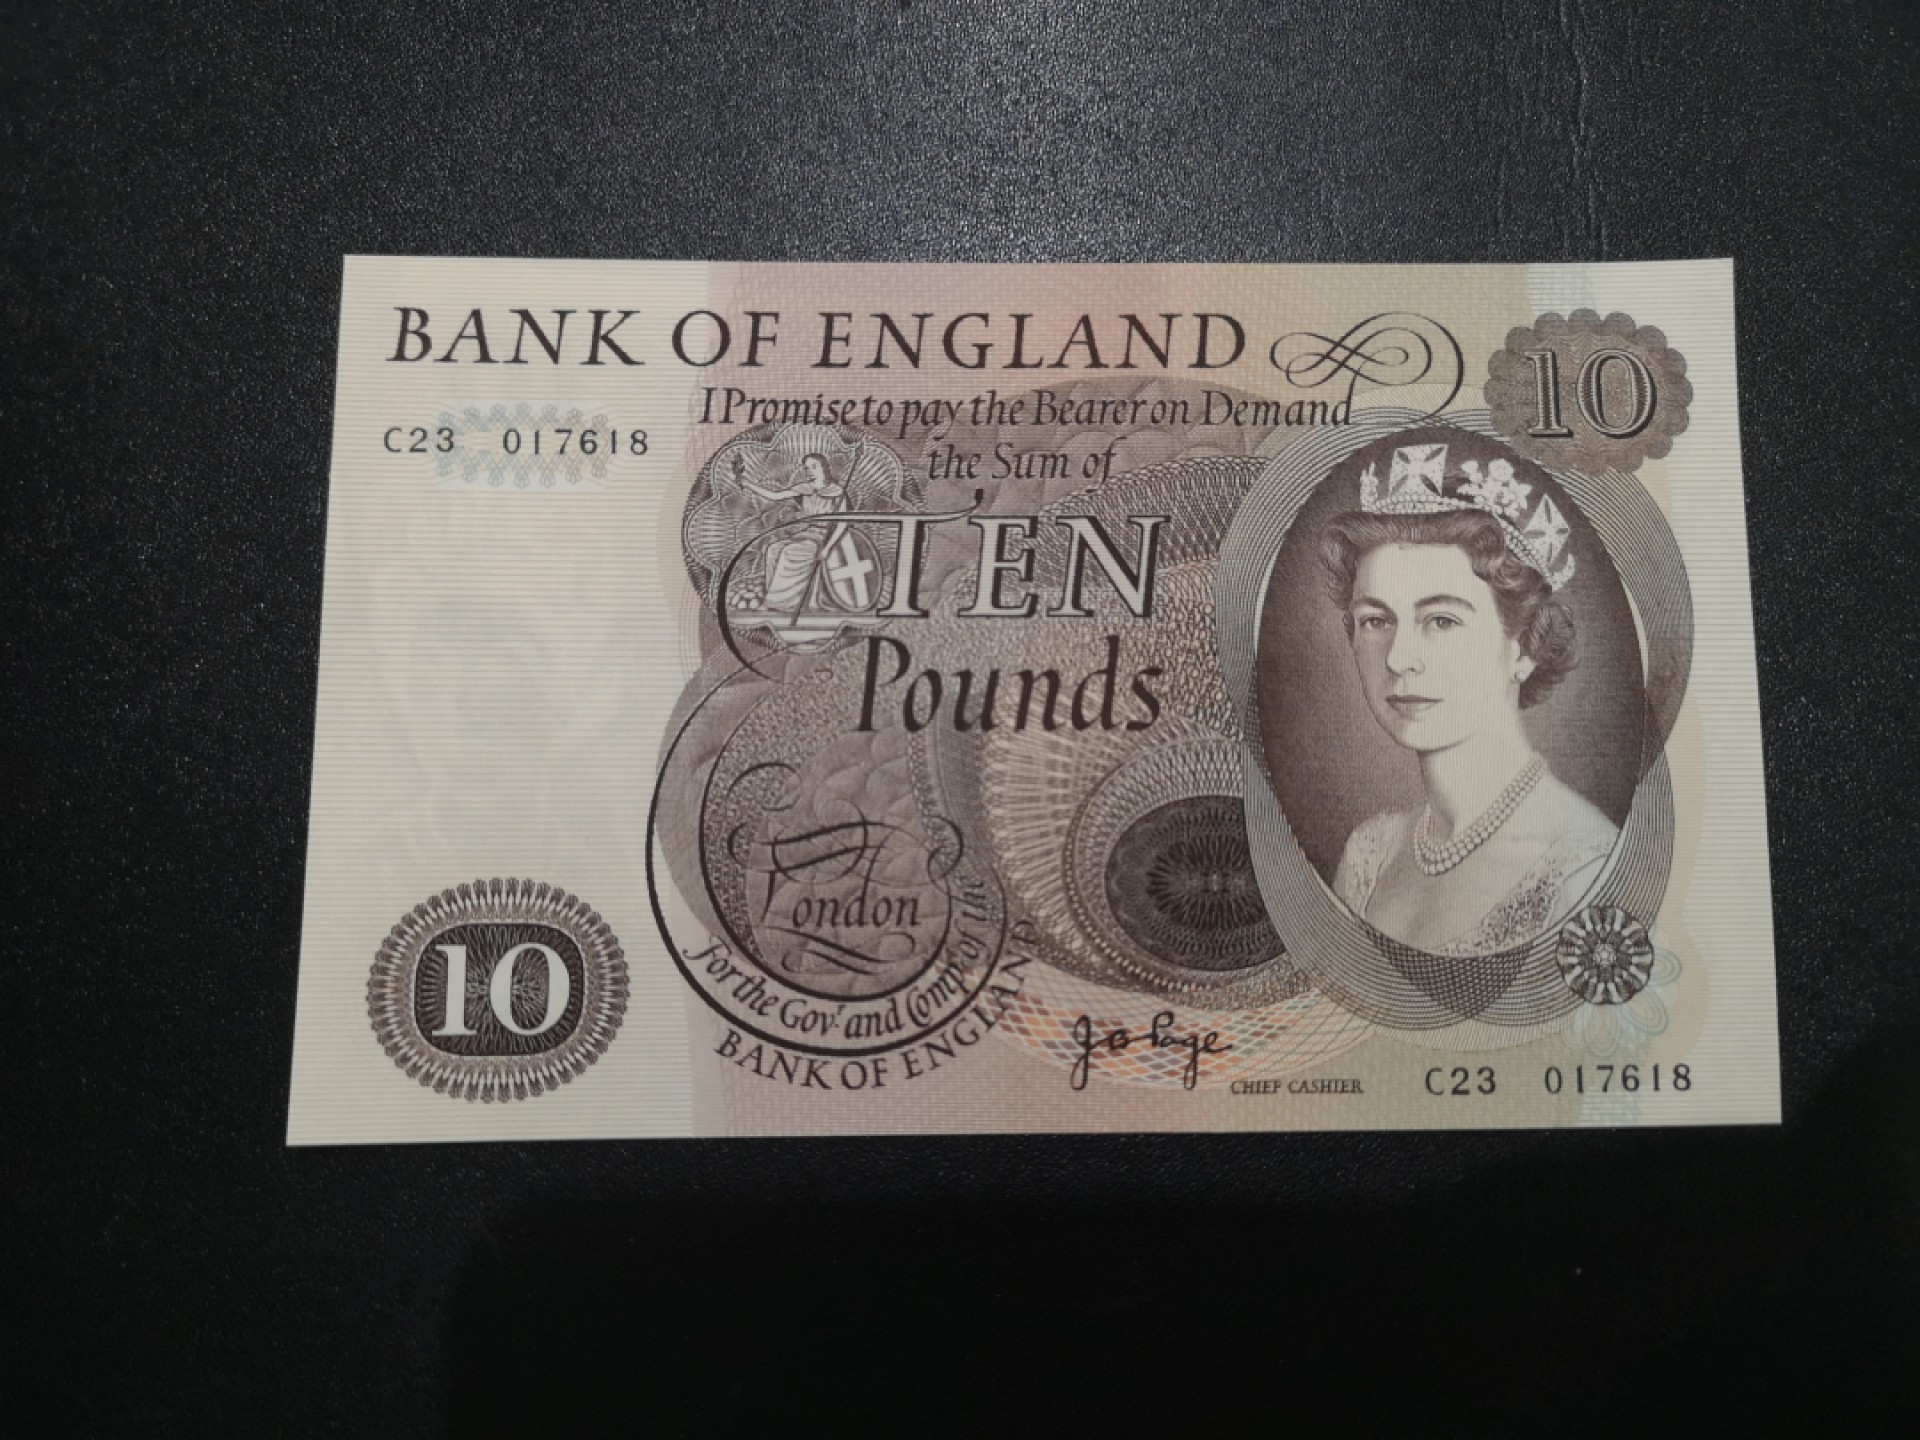 BANK OF ENGLAND
10
I Promise to pay the Bearer on Demand
the Sum of
C23 017618
TEN
Pounds
London
For the Govr. and Compa. of the
BANK OF ENGLAND
10
J B Page
CHIEF CASHIER
C23 017618